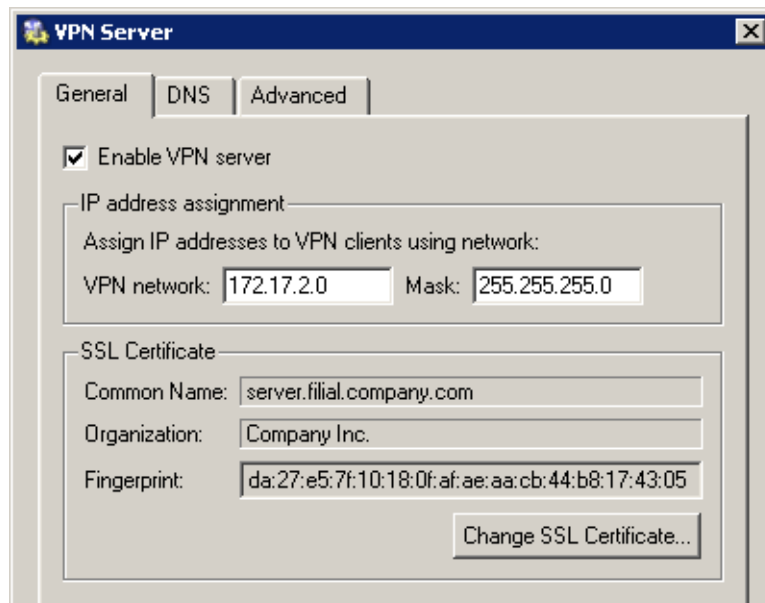 VPN Server
General DNS Advanced
Enable VPN server
IP address assignment
Assign IP addresses to VPN clients using network:
VPN network: 172.17.2.0 Mask: 255.255.255.0
SSL Certificate
Common Name: server.filial.company.com
Organization: Company Inc.
Fingerprint: da:27:e5:7f:10:18:0f:af:ae:aa:cb:44:b8:17:43:05
Change SSL Certificate...